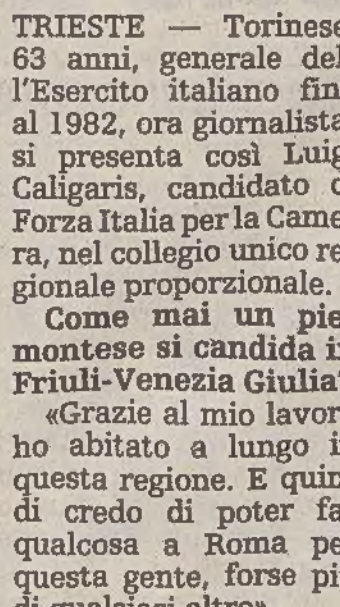 TRIESTE — Torinese
63 anni, generale del
l'Esercito italiano fin
al 1982, ora giornalista
si presenta così Luig
Caligaris, candidato d
Forza Italia per la Came
ra, nel collegio unico re
gionale proporzionale.
Come mai un pie
montese si candida i
Friuli-Venezia Giulia?
«Grazie al mio lavor
ho abitato a lungo i
questa regione. E quin
di credo di poter fa
qualcosa a Roma pe
questa gente, forse pi
di qualsiasi altro».